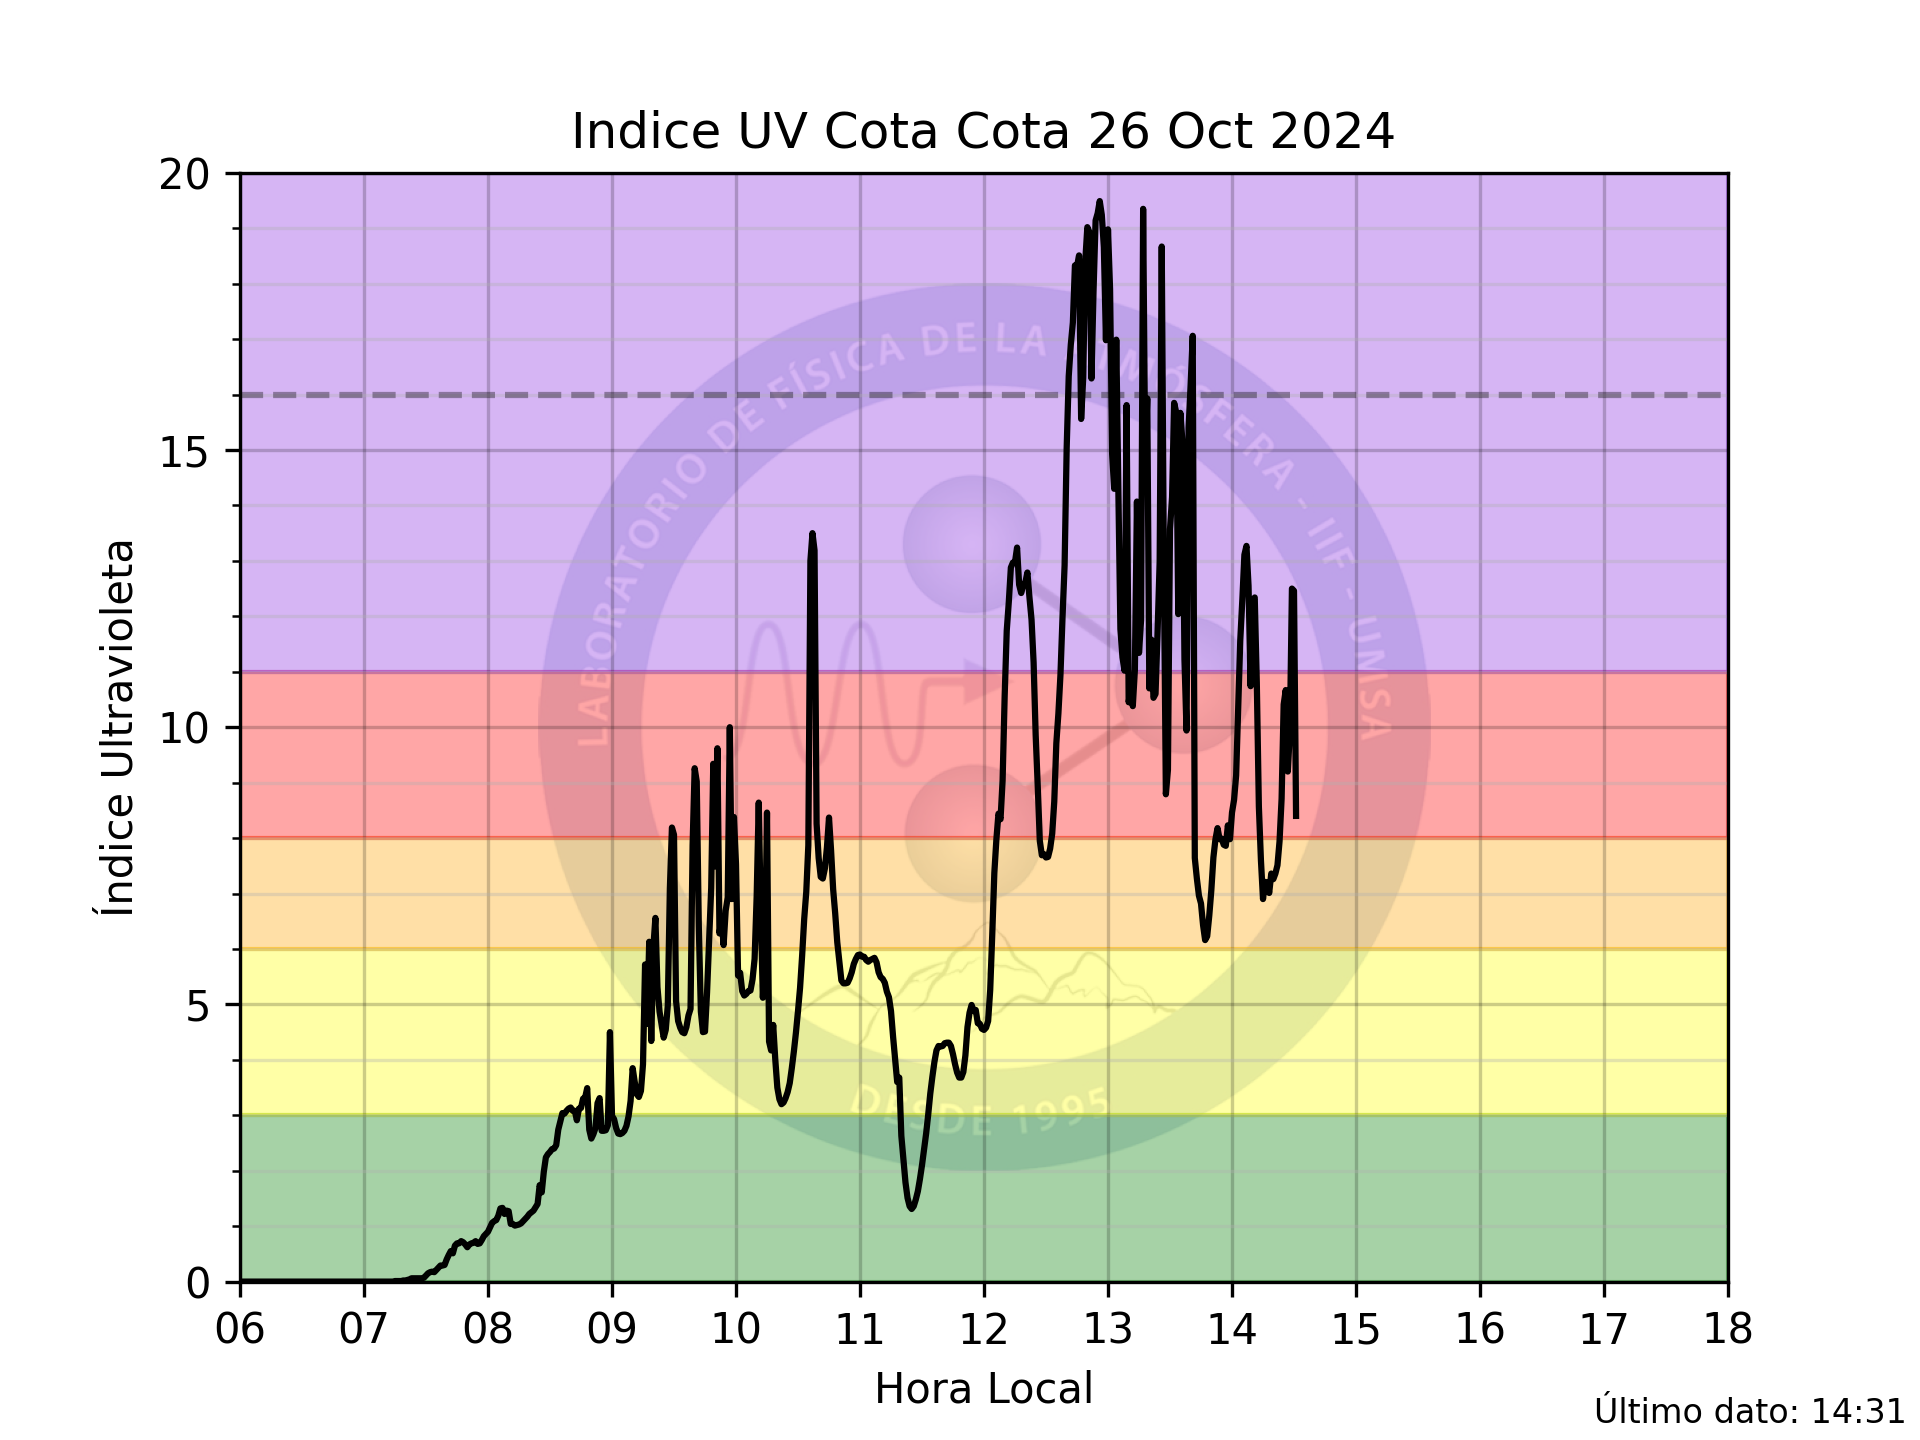 Indice UV Cota Cota 26 Oct 2024
20
15
10
5
0
Índice Ultravioleta
LABORATORIO DE FÍSICA DE LA ATMÓSFERA - IIF - UMSA
DESDE 1995
06 07 08 09 10 11 12 13 14 15 16 17 18
Hora Local
Último dato: 14:31